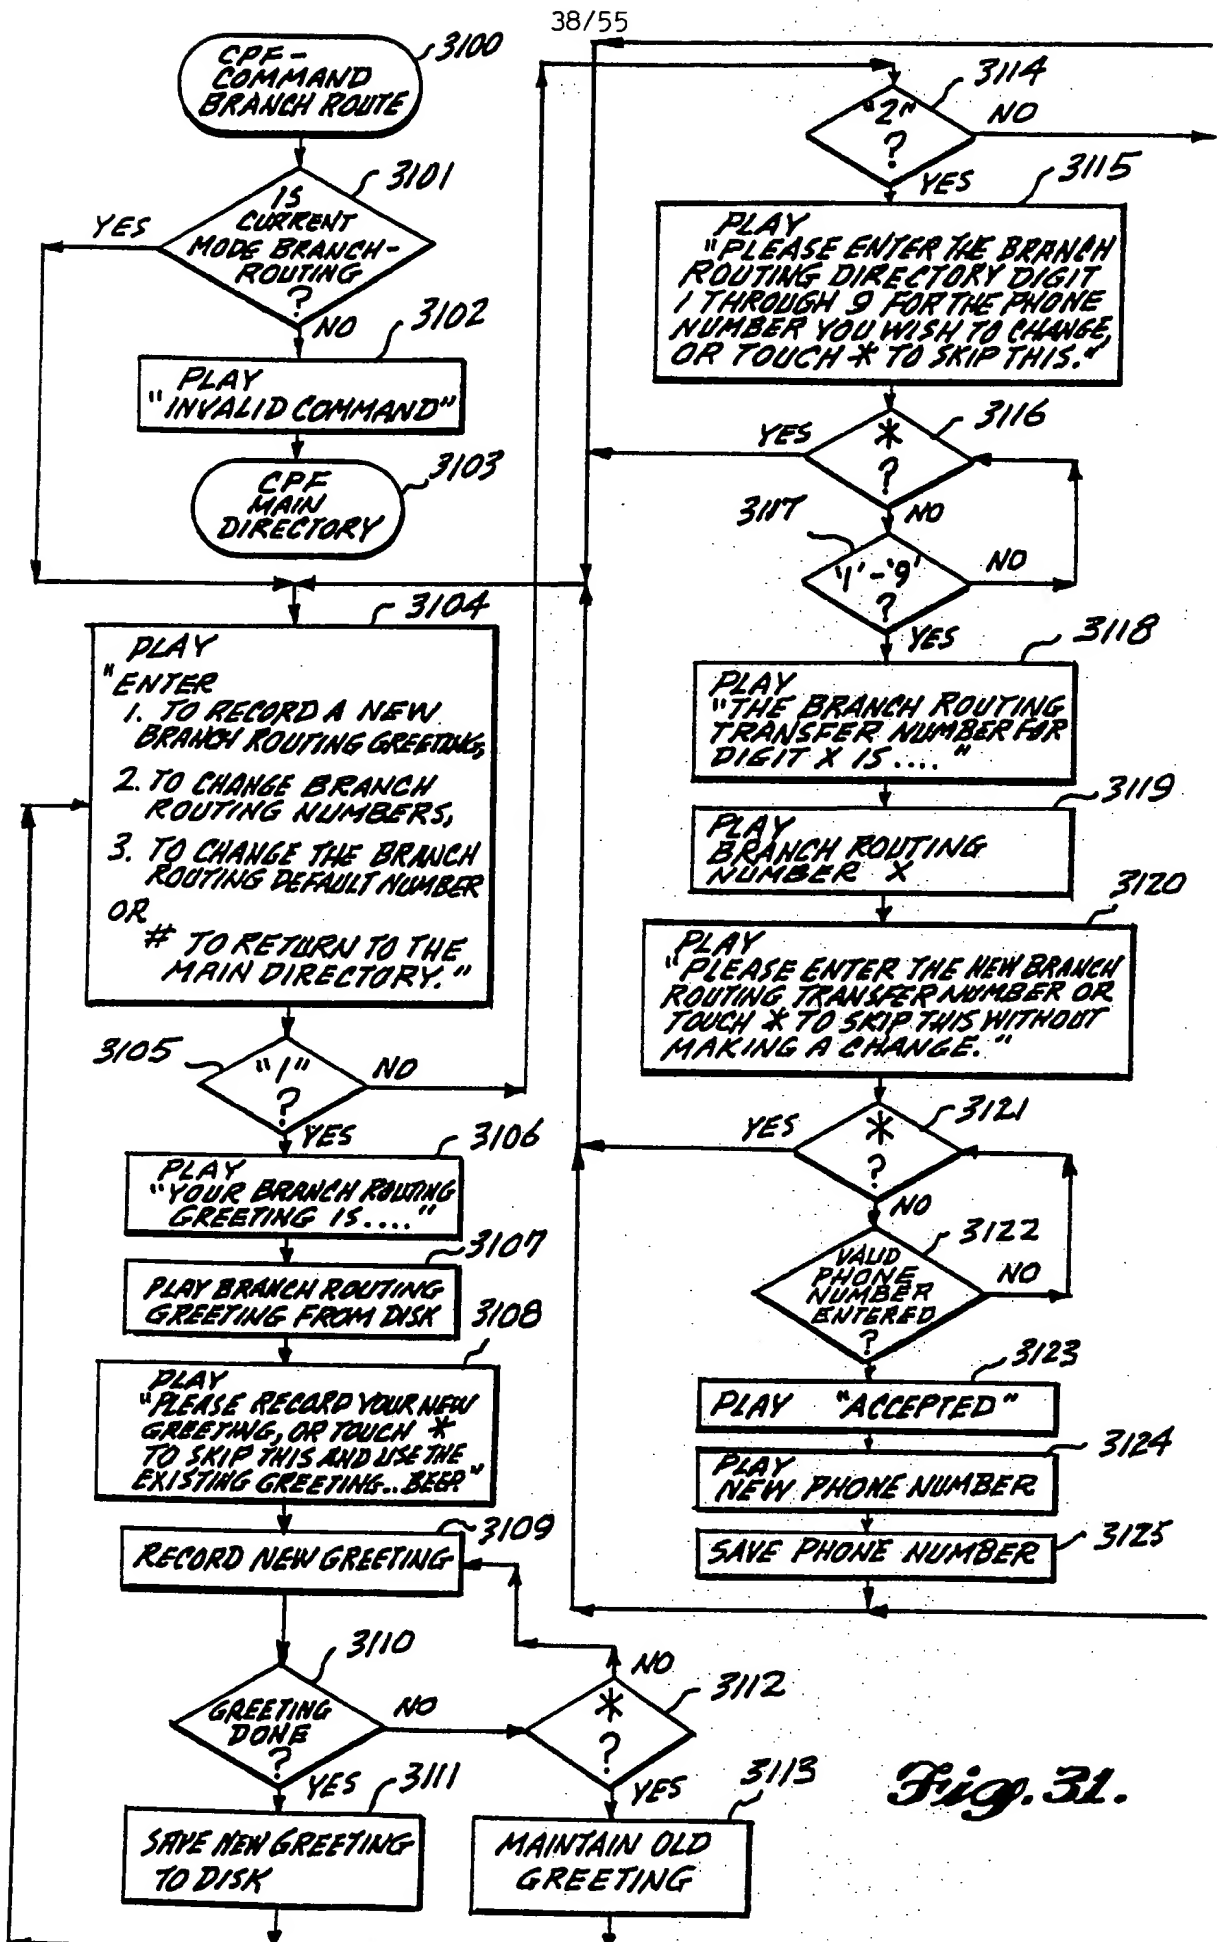 38/55
CPF-
COMMAND
BRANCH ROUTE
3100
IS
CURRENT
MODE BRANCH-
ROUTING
?
3101
YES
NO
3102
PLAY
"INVALID COMMAND"
CPF
MAIN
DIRECTORY
3103
3104
PLAY
"ENTER
1. TO RECORD A NEW
BRANCH ROUTING GREETING,
2. TO CHANGE BRANCH
ROUTING NUMBERS,
3. TO CHANGE THE BRANCH
ROUTING DEFAULT NUMBER
OR
# TO RETURN TO THE
MAIN DIRECTORY."
3105
"1"
?
NO
YES
3106
PLAY
"YOUR BRANCH ROUTING
GREETING IS...."
3107
PLAY BRANCH ROUTING
GREETING FROM DISK
3108
PLAY
"PLEASE RECORD YOUR NEW
GREETING, OR TOUCH *
TO SKIP THIS AND USE THE
EXISTING GREETING..BEEP"
3109
RECORD NEW GREETING
3110
GREETING
DONE
?
NO
YES
3111
SAVE NEW GREETING
TO DISK
NO
*
?
3112
YES
3113
MAINTAIN OLD
GREETING
3114
"2"
?
NO
YES
3115
PLAY
"PLEASE ENTER THE BRANCH
ROUTING DIRECTORY DIGIT
1 THROUGH 9 FOR THE PHONE
NUMBER YOU WISH TO CHANGE,
OR TOUCH * TO SKIP THIS."
3116
YES
*
?
NO
3117
'1'-'9'
?
NO
YES
3118
PLAY
"THE BRANCH ROUTING
TRANSFER NUMBER FOR
DIGIT X IS...."
3119
PLAY
BRANCH ROUTING
NUMBER X
3120
PLAY
"PLEASE ENTER THE NEW BRANCH
ROUTING TRANSFER NUMBER OR
TOUCH * TO SKIP THIS WITHOUT
MAKING A CHANGE."
3121
YES
*
?
NO
3122
VALID
PHONE
NUMBER
ENTERED
?
NO
3123
PLAY "ACCEPTED"
3124
PLAY
NEW PHONE NUMBER
SAVE PHONE NUMBER
3125
Fig. 31.